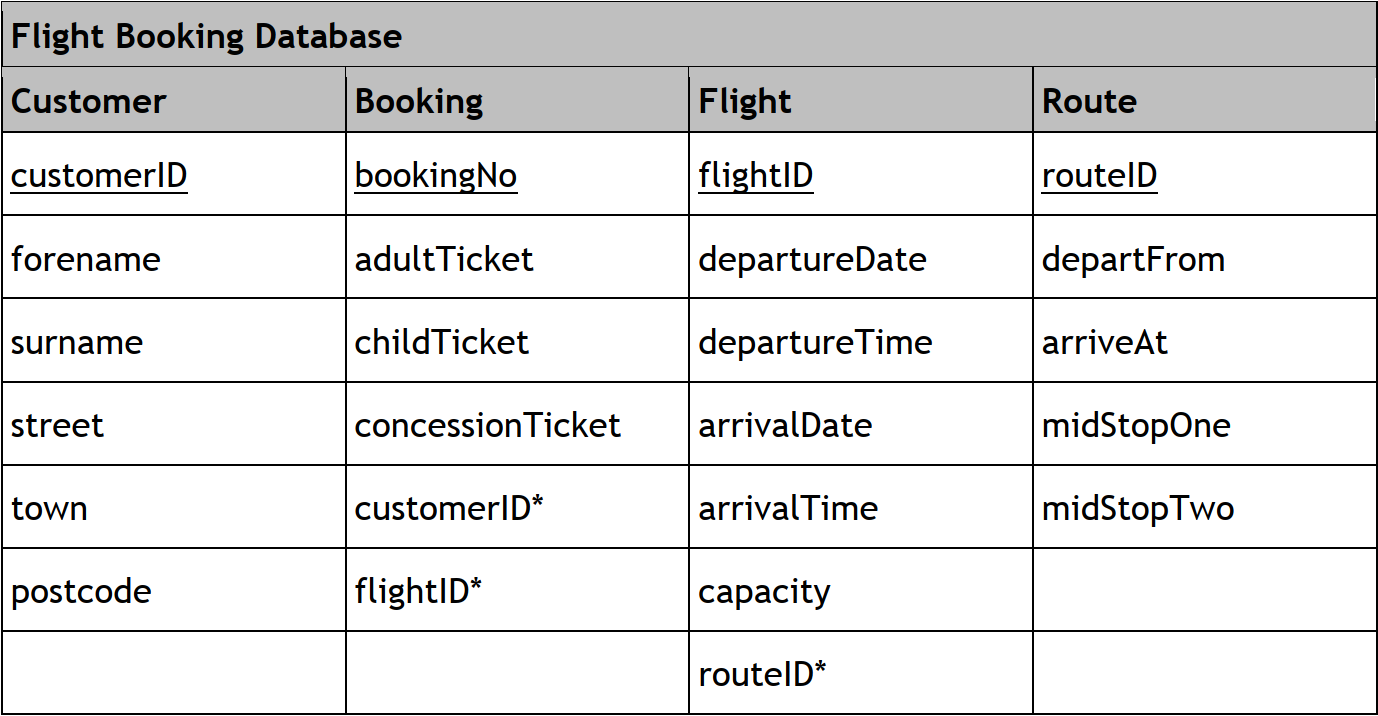 Flight Booking Database
Customer Booking Flight Route
customerID bookingNo flightID routeID
forename adultTicket departureDate departFrom
surname childTicket departureTime arriveAt
street concessionTicket arrivalDate midStopOne
town customerID* arrivalTime midStopTwo
postcode flightID* capacity
routeID*